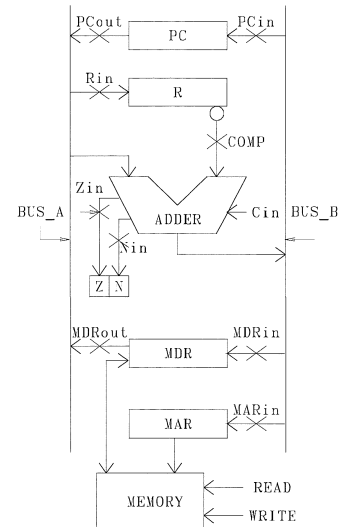 PCout PC PCin
Rin R
COMP
Zin
BUS_A ADDER Cin BUS_B
Nin
Z N
MDRout MDR MDRin
MAR MARin
MEMORY READ
WRITE